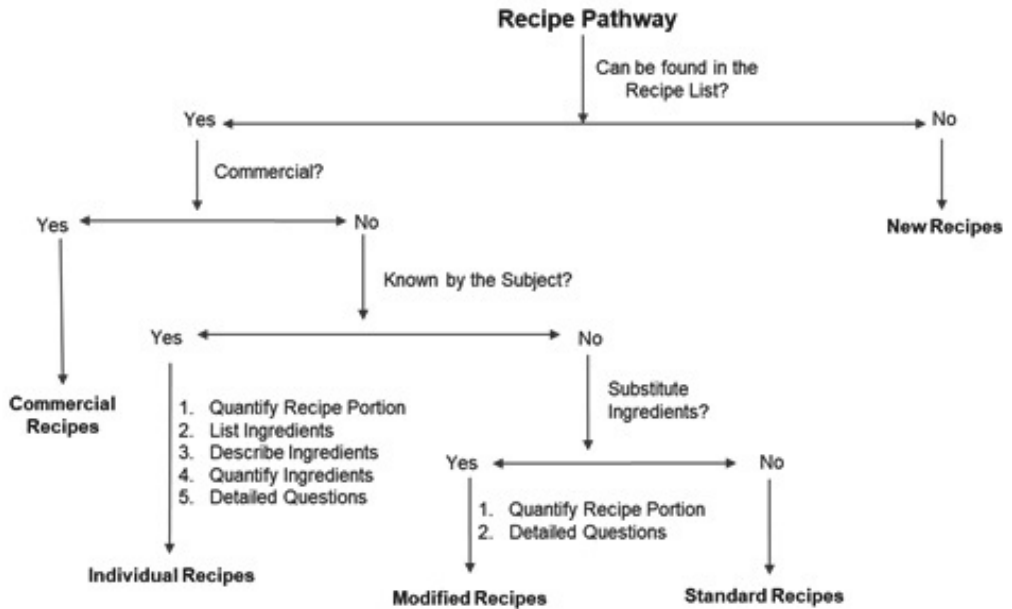 Recipe Pathway
Can be found in the
Recipe List?
Yes
No
Commercial?
New Recipes
Yes
No
Known by the Subject?
Yes
No
Commercial
Recipes
1. Quantify Recipe Portion
2. List Ingredients
3. Describe Ingredients
4. Quantify Ingredients
5. Detailed Questions
Substitute
Ingredients?
Yes
No
1. Quantify Recipe Portion
2. Detailed Questions
Individual Recipes
Modified Recipes
Standard Recipes